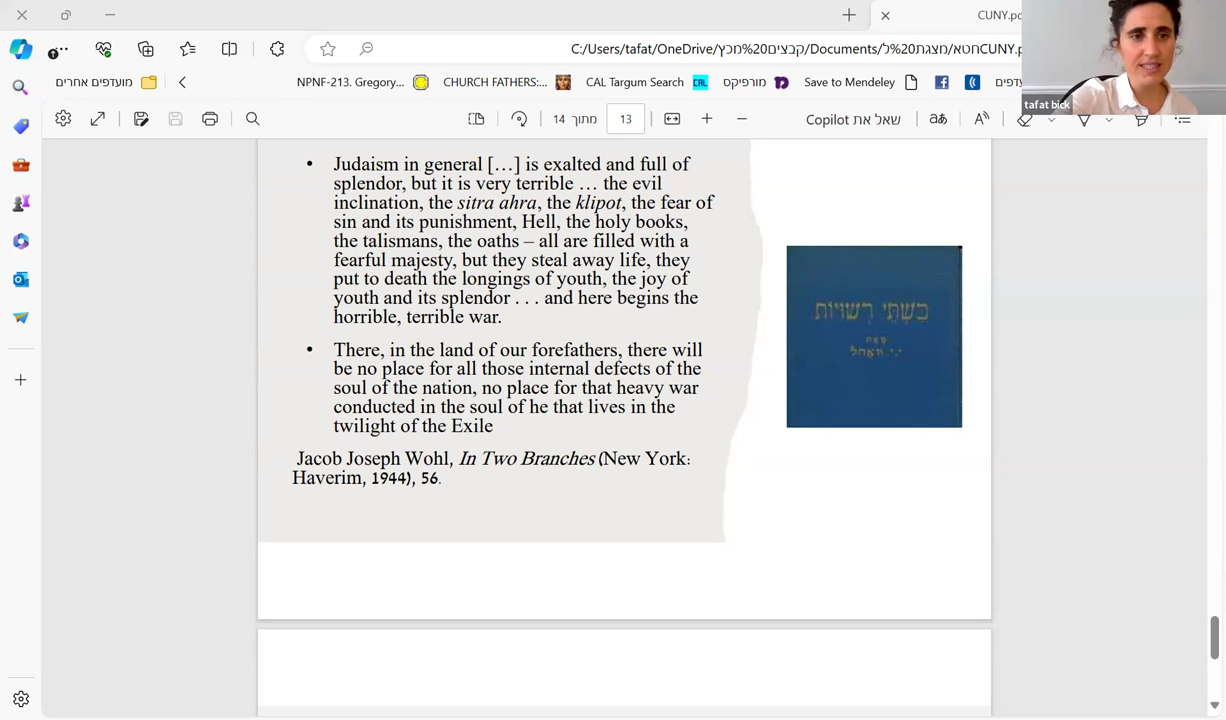 CUNY.pc
C:/Users/tafat/OneDrive/קבצים%20מכץ/Documents/מצגת%20ל/חטאCUNY.p
מועדפים אחרים
NPNF-213. Gregory...
CHURCH FATHERS:...
CAL Targum Search
CAL
מורפיקס
Save to Mendeley
tafat bick
13 מתוך 14
שאל את Copilot
• Judaism in general […] is exalted and full of
splendor, but it is very terrible … the evil
inclination, the sitra ahra, the klipot, the fear of
sin and its punishment, Hell, the holy books,
the talismans, the oaths – all are filled with a
fearful majesty, but they steal away life, they
put to death the longings of youth, the joy of
youth and its splendor . . . and here begins the
horrible, terrible war.
• There, in the land of our forefathers, there will
be no place for all those internal defects of the
soul of the nation, no place for that heavy war
conducted in the soul of he that lives in the
twilight of the Exile
Jacob Joseph Wohl, In Two Branches (New York:
Haverim, 1944), 56.
בִּשְׁתֵּי רְשׁוּיוֹת
מאת
י.י. וואהל